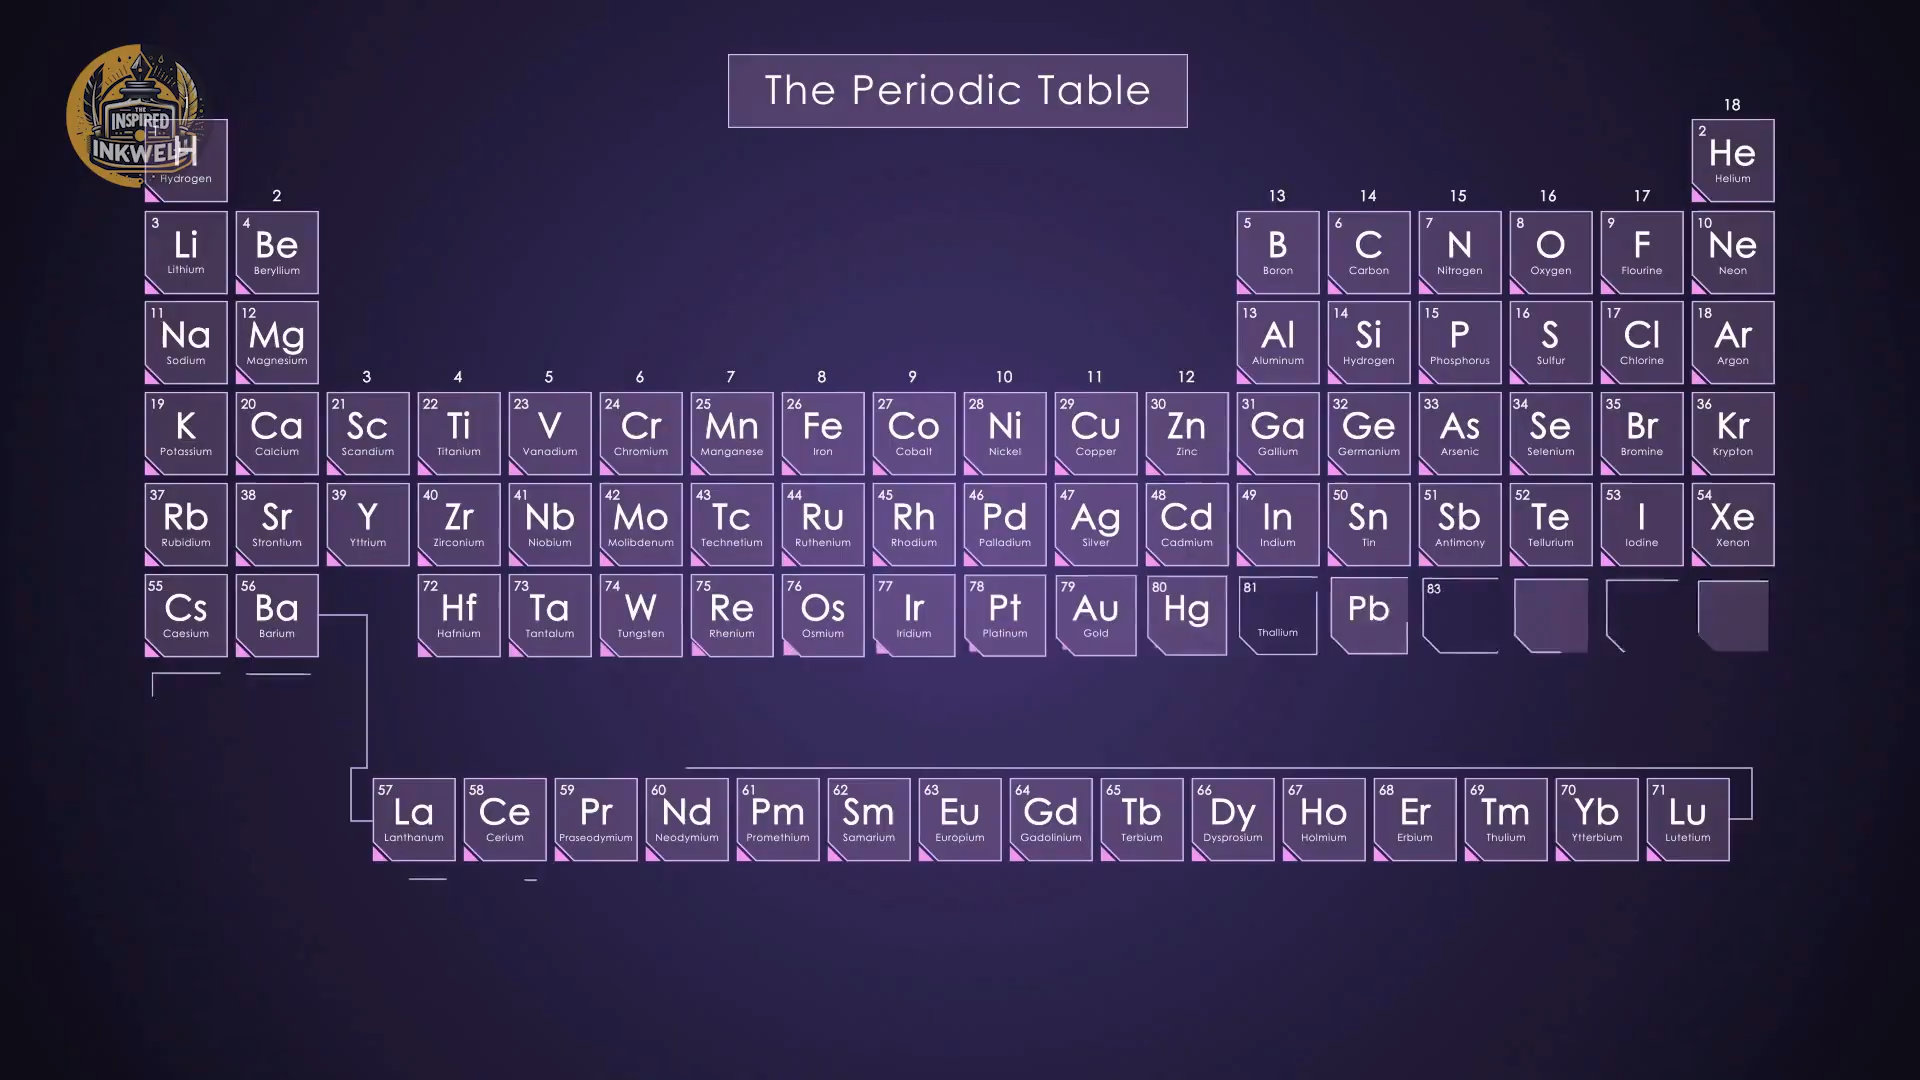 The Periodic Table
THE
INSPIRED
INKWELL
18
H
Hydrogen
2
He
Helium
2
13
14
15
16
17
3
Li
Lithium
4
Be
Beryllium
5
B
Boron
6
C
Carbon
7
N
Nitrogen
8
O
Oxygen
9
F
Flourine
10
Ne
Neon
11
Na
Sodium
12
Mg
Magnesium
13
Al
Aluminum
14
Si
Hydrogen
15
P
Phosphorus
16
S
Sulfur
17
Cl
Chlorine
18
Ar
Argon
3
4
5
6
7
8
9
10
11
12
19
K
Potassium
20
Ca
Calcium
21
Sc
Scandium
22
Ti
Titanium
23
V
Vanadium
24
Cr
Chromium
25
Mn
Manganese
26
Fe
Iron
27
Co
Cobalt
28
Ni
Nickel
29
Cu
Copper
30
Zn
Zinc
31
Ga
Gallium
32
Ge
Germanium
33
As
Arsenic
34
Se
Selenium
35
Br
Bromine
36
Kr
Krypton
37
Rb
Rubidium
38
Sr
Strontium
39
Y
Yttrium
40
Zr
Zirconium
41
Nb
Niobium
42
Mo
Molibdenum
43
Tc
Technetium
44
Ru
Ruthenium
45
Rh
Rhodium
46
Pd
Palladium
47
Ag
Silver
48
Cd
Cadmium
49
In
Indium
50
Sn
Tin
51
Sb
Antimony
52
Te
Tellurium
53
I
Iodine
54
Xe
Xenon
55
Cs
Caesium
56
Ba
Barium
72
Hf
Hafnium
73
Ta
Tantalum
74
W
Tungsten
75
Re
Rhenium
76
Os
Osmium
77
Ir
Iridium
78
Pt
Platinum
79
Au
Gold
80
Hg
81
Thallium
Pb
83
57
La
Lanthanum
58
Ce
Cerium
59
Pr
Praseodymium
60
Nd
Neodymium
61
Pm
Promethium
62
Sm
Samarium
63
Eu
Europium
64
Gd
Gadolinium
65
Tb
Terbium
66
Dy
Dysprosium
67
Ho
Holmium
68
Er
Erbium
69
Tm
Thulium
70
Yb
Ytterbium
71
Lu
Lutetium